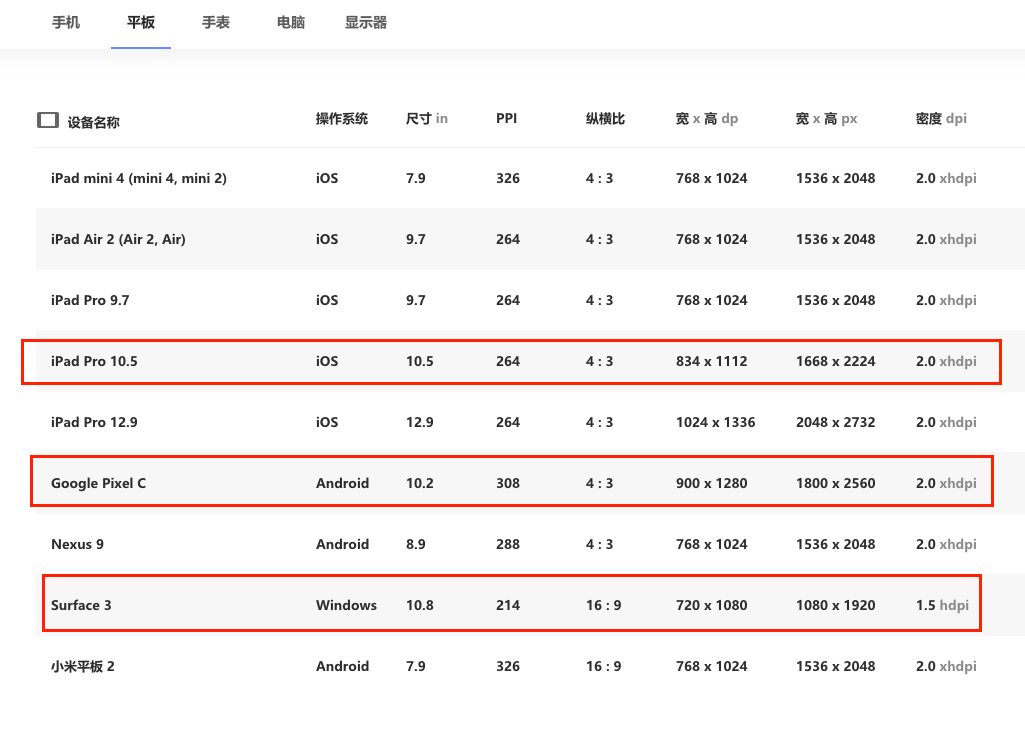 手机 平板 手表 电脑 显示器
设备名称 操作系统 尺寸 in PPI 纵横比 宽 x 高 dp 宽 x 高 px 密度 dpi
iPad mini 4 (mini 4, mini 2) iOS 7.9 326 4 : 3 768 x 1024 1536 x 2048 2.0 xhdpi
iPad Air 2 (Air 2, Air) iOS 9.7 264 4 : 3 768 x 1024 1536 x 2048 2.0 xhdpi
iPad Pro 9.7 iOS 9.7 264 4 : 3 768 x 1024 1536 x 2048 2.0 xhdpi
iPad Pro 10.5 iOS 10.5 264 4 : 3 834 x 1112 1668 x 2224 2.0 xhdpi
iPad Pro 12.9 iOS 12.9 264 4 : 3 1024 x 1336 2048 x 2732 2.0 xhdpi
Google Pixel C Android 10.2 308 4 : 3 900 x 1280 1800 x 2560 2.0 xhdpi
Nexus 9 Android 8.9 288 4 : 3 768 x 1024 1536 x 2048 2.0 xhdpi
Surface 3 Windows 10.8 214 16 : 9 720 x 1080 1080 x 1920 1.5 hdpi
小米平板 2 Android 7.9 326 16 : 9 768 x 1024 1536 x 2048 2.0 xhdpi